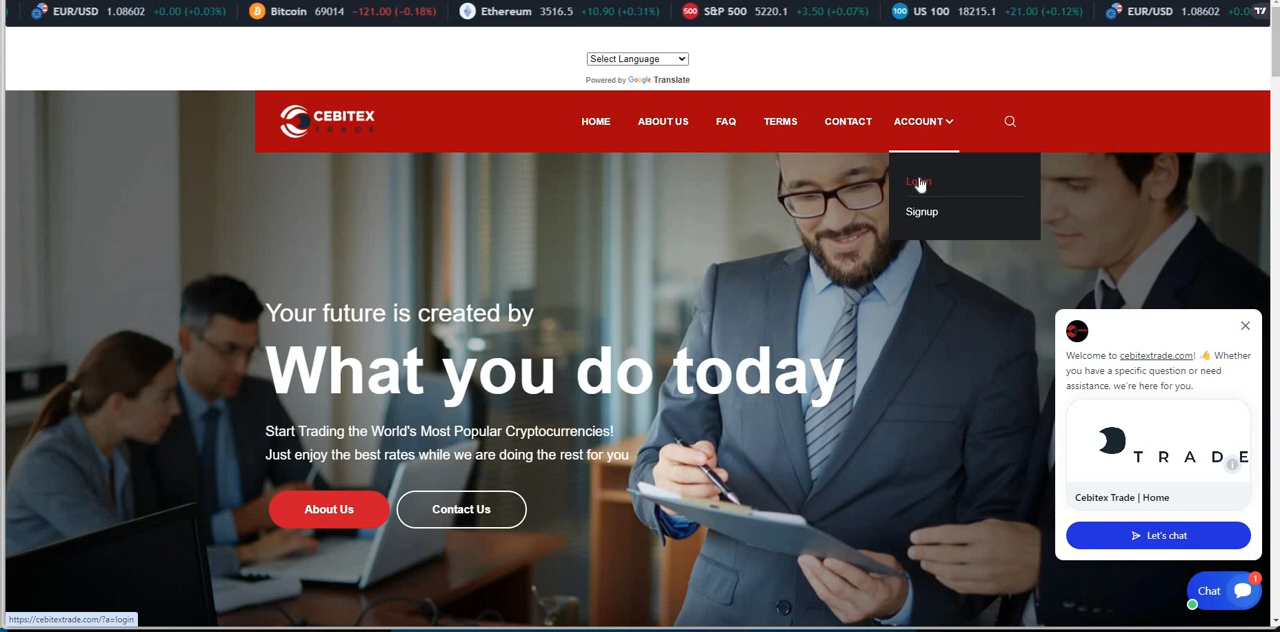 EUR/USD 1.08602 +0.00 (+0.03%) Bitcoin 69014 -121.00 (-0.18%) Ethereum 3516.5 +10.90 (+0.31%) 500 S&P 500 5220.1 +3.50 (+0.07%) 100 US 100 18215.1 +21.00 (+0.12%) EUR/USD 1.08602
Select Language
Powered by Google Translate
CEBITEX
TRADE
HOME ABOUT US FAQ TERMS CONTACT ACCOUNT
Login
Signup
Your future is created by
What you do today
Start Trading the World's Most Popular Cryptocurrencies!
Just enjoy the best rates while we are doing the rest for you
About Us Contact Us
Welcome to cebitextrade.com! 👋 Whether
you have a specific question or need
assistance, we're here for you.
TRADE
Cebitex Trade | Home
Let's chat
Chat 1
https://cebitextrade.com/?a=login